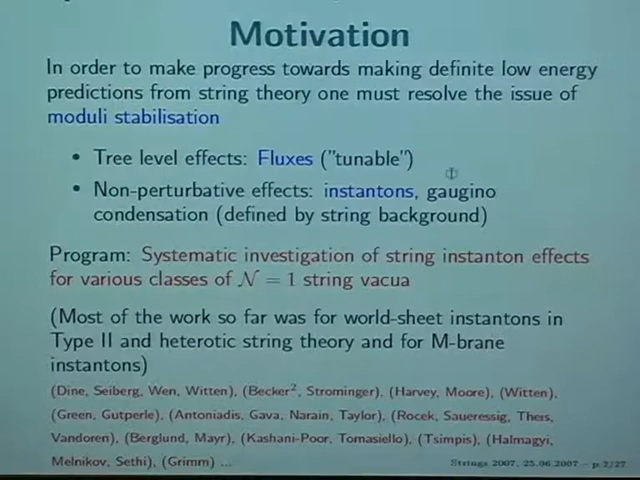 Motivation
In order to make progress towards making definite low energy
predictions from string theory one must resolve the issue of
moduli stabilisation
• Tree level effects: Fluxes ("tunable")
• Non-perturbative effects: instantons, gaugino
condensation (defined by string background)
Program: Systematic investigation of string instanton effects
for various classes of 𝒩 = 1 string vacua
(Most of the work so far was for world-sheet instantons in
Type II and heterotic string theory and for M-brane
instantons)
(Dine, Seiberg, Wen, Witten), (Becker², Strominger), (Harvey, Moore), (Witten),
(Green, Gutperle), (Antoniadis, Gava, Narain, Taylor), (Rocek, Saueressig, Theis,
Vandoren), (Berglund, Mayr), (Kashani-Poor, Tomasiello), (Tsimpis), (Halmagyi,
Melnikov, Sethi), (Grimm) ...
Strings 2007, 25.06.2007 – p.2/27